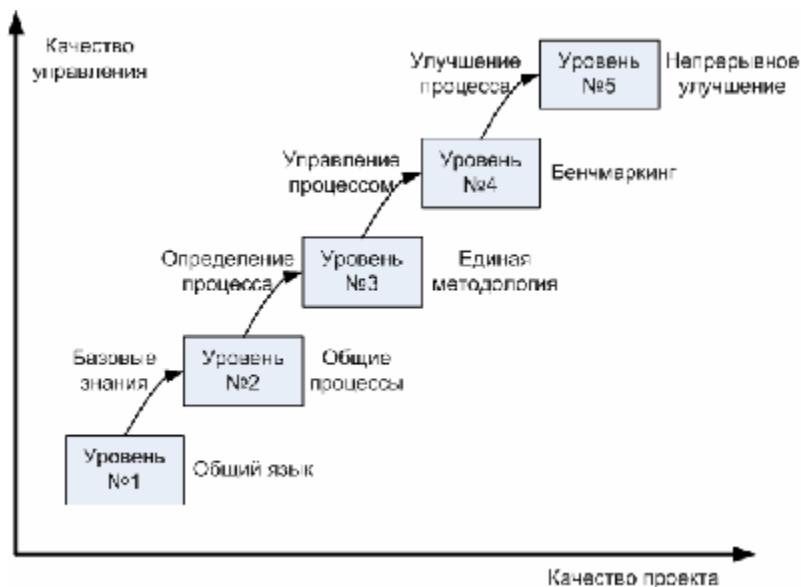 Качество
управления
Улучшение
процесса
Уровень
№5
Непрерывное
улучшение
Управление
процессом
Уровень
№4
Бенчмаркинг
Определение
процесса
Уровень
№3
Единая
методология
Базовые
знания
Уровень
№2
Общие
процессы
Уровень
№1
Общий язык
Качество проекта